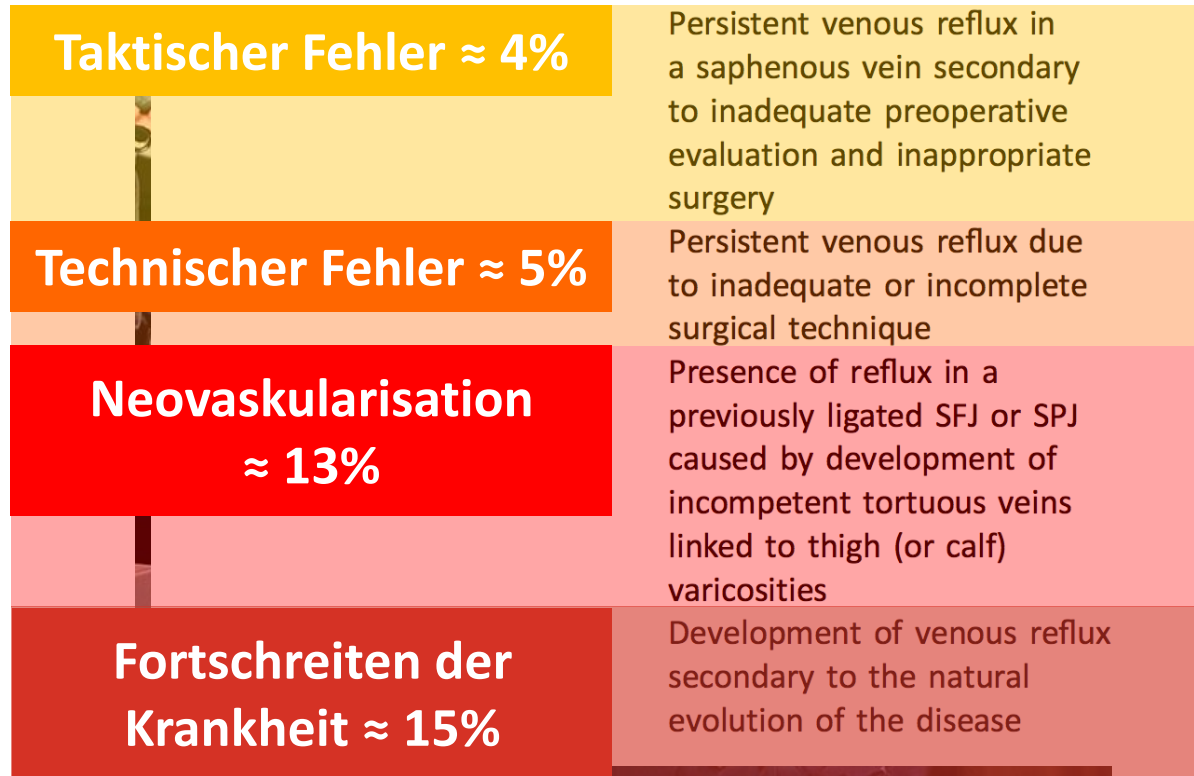 Taktischer Fehler ≈ 4%
Persistent venous reflux in
a saphenous vein secondary
to inadequate preoperative
evaluation and inappropriate
surgery
Technischer Fehler ≈ 5%
Persistent venous reflux due
to inadequate or incomplete
surgical technique
Neovaskularisation
≈ 13%
Presence of reflux in a
previously ligated SFJ or SPJ
caused by development of
incompetent tortuous veins
linked to thigh (or calf)
varicosities
Fortschreiten der
Krankheit ≈ 15%
Development of venous reflux
secondary to the natural
evolution of the disease